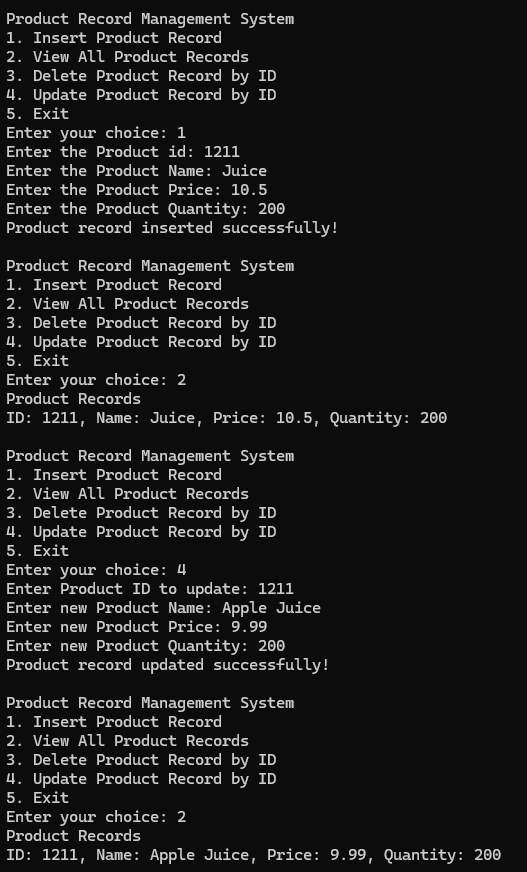 Product Record Management System
1. Insert Product Record
2. View All Product Records
3. Delete Product Record by ID
4. Update Product Record by ID
5. Exit
Enter your choice: 1
Enter the Product id: 1211
Enter the Product Name: Juice
Enter the Product Price: 10.5
Enter the Product Quantity: 200
Product record inserted successfully!

Product Record Management System
1. Insert Product Record
2. View All Product Records
3. Delete Product Record by ID
4. Update Product Record by ID
5. Exit
Enter your choice: 2
Product Records
ID: 1211, Name: Juice, Price: 10.5, Quantity: 200

Product Record Management System
1. Insert Product Record
2. View All Product Records
3. Delete Product Record by ID
4. Update Product Record by ID
5. Exit
Enter your choice: 4
Enter Product ID to update: 1211
Enter new Product Name: Apple Juice
Enter new Product Price: 9.99
Enter new Product Quantity: 200
Product record updated successfully!

Product Record Management System
1. Insert Product Record
2. View All Product Records
3. Delete Product Record by ID
4. Update Product Record by ID
5. Exit
Enter your choice: 2
Product Records
ID: 1211, Name: Apple Juice, Price: 9.99, Quantity: 200